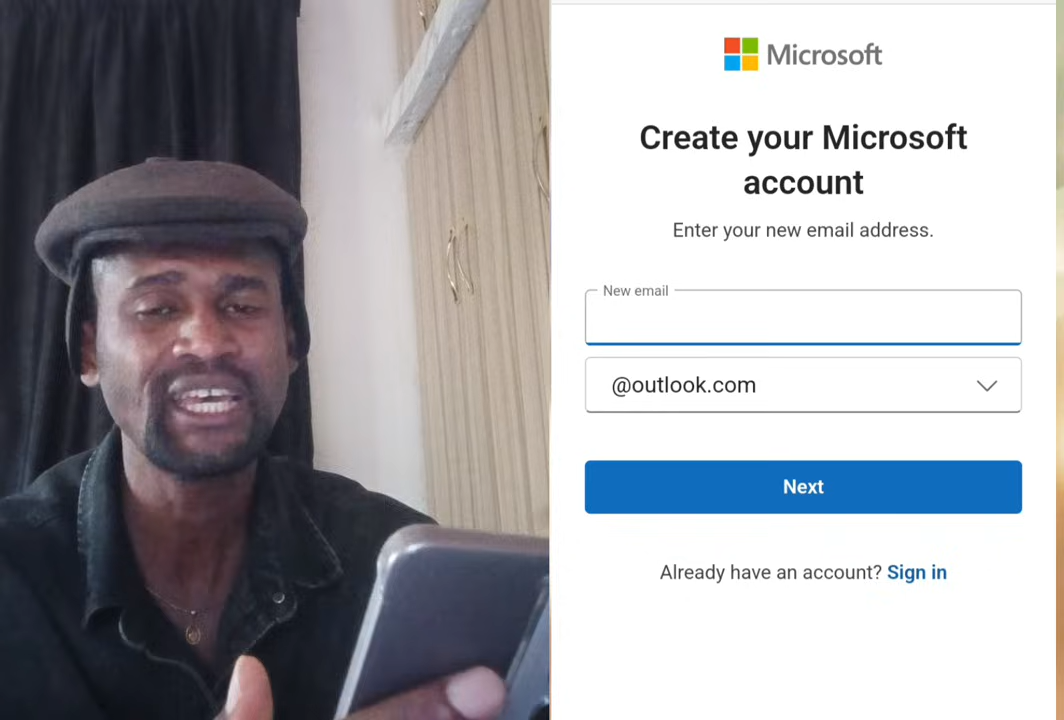 Microsoft
Create your Microsoft
account
Enter your new email address.
New email
@outlook.com
Next
Already have an account? Sign in